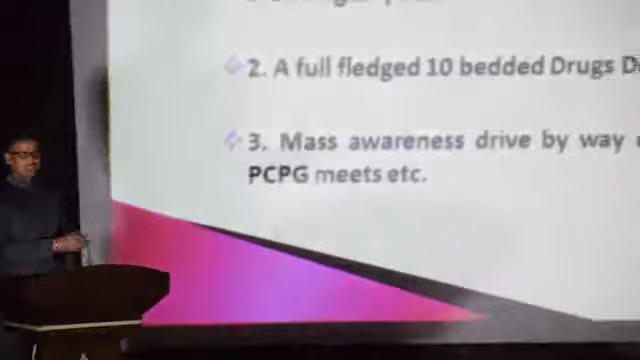 2. A full fledged 10 bedded Drugs
3. Mass awareness drive by way
PCPG meets etc.